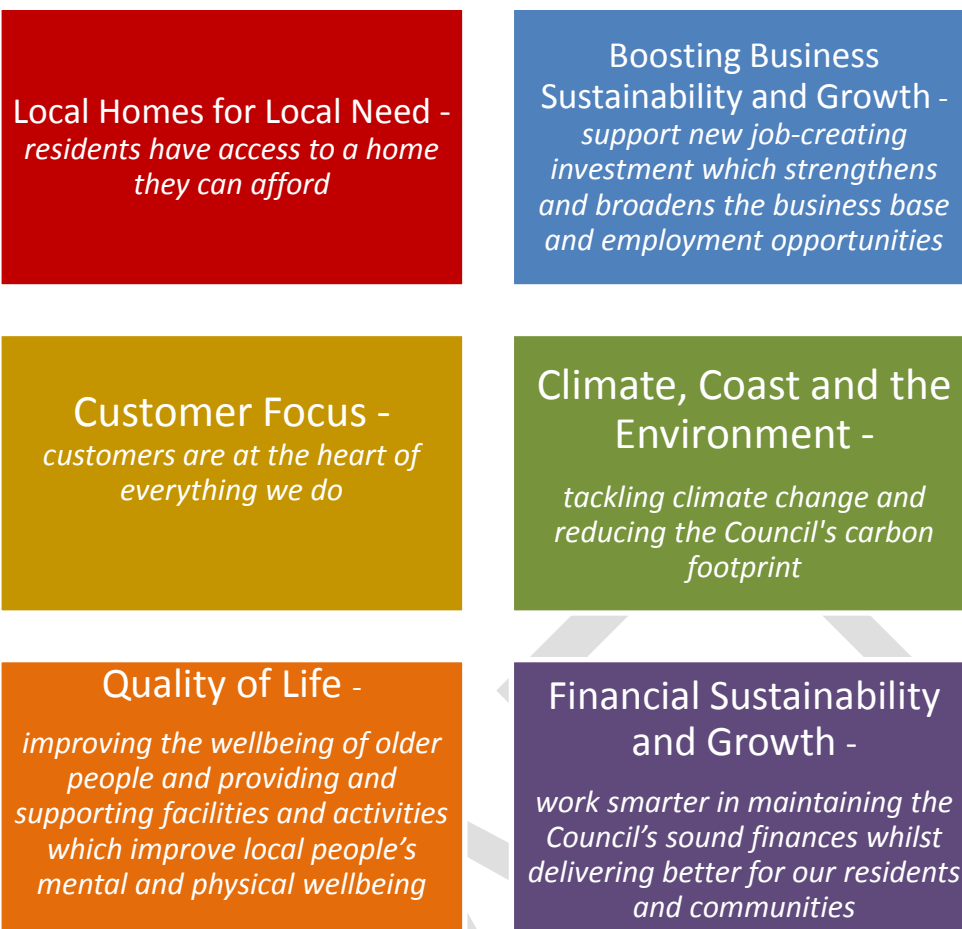 Local Homes for Local Need -
residents have access to a home
they can afford
Boosting Business
Sustainability and Growth -
support new job-creating
investment which strengthens
and broadens the business base
and employment opportunities
Customer Focus -
customers are at the heart of
everything we do
Climate, Coast and the
Environment -
tackling climate change and
reducing the Council's carbon
footprint
Quality of Life -
improving the wellbeing of older
people and providing and
supporting facilities and activities
which improve local people’s
mental and physical wellbeing
Financial Sustainability
and Growth -
work smarter in maintaining the
Council’s sound finances whilst
delivering better for our residents
and communities